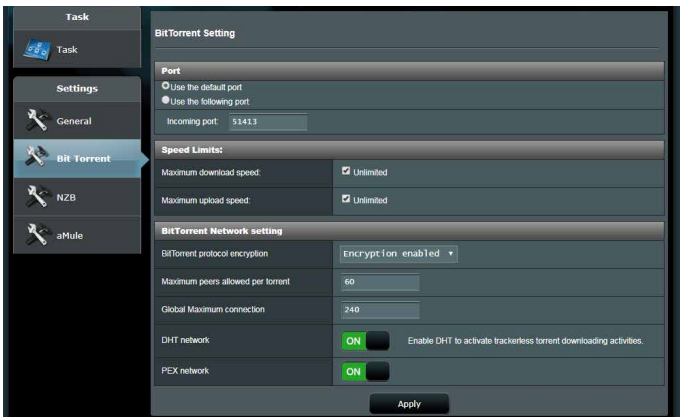 Task
Task
Settings
General
Bit Torrent
NZB
aMule
BitTorrent Setting
Port
Use the default port
Use the following port
Incoming port: 51413
Speed Limits:
Maximum download speed: Unlimited
Maximum upload speed: Unlimited
BitTorrent Network setting
BitTorrent protocol encryption Encryption enabled
Maximum peers allowed per torrent 60
Global Maximum connection 240
DHT network ON Enable DHT to activate trackerless torrent downloading activities.
PEX network ON
Apply